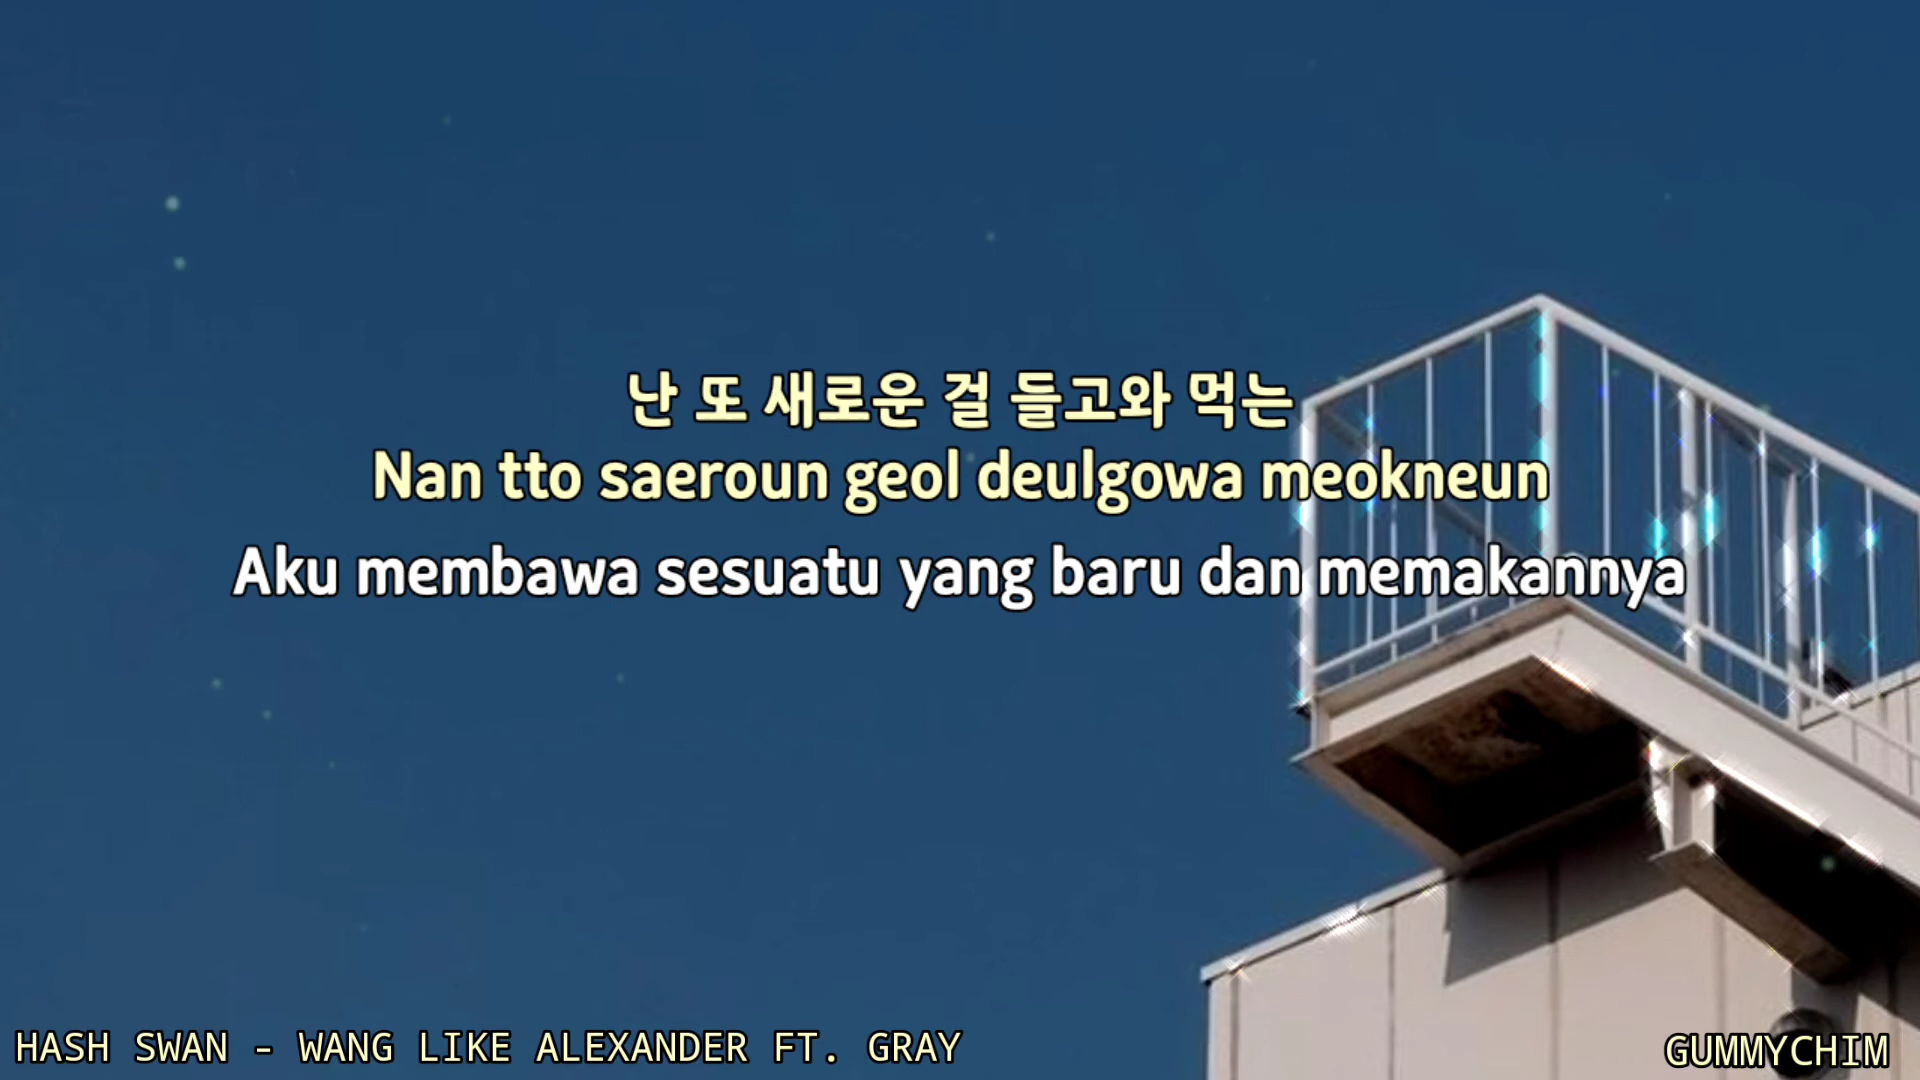 난 또 새로운 걸 들고와 먹는
Nan tto saeroun geol deulgowa meokneun
Aku membawa sesuatu yang baru dan memakannya
HASH SWAN - WANG LIKE ALEXANDER FT. GRAY
GUMMYCHIM